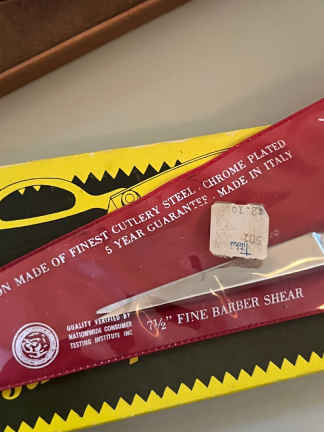 ON MADE OF FINEST CUTLERY STEEL, CHROME PLATED
5 YEAR GUARANTEE - MADE IN ITALY
QUALITY VERIFIED BY
NATIONWIDE CONSUMER
TESTING INSTITUTE INC
7½" FINE BARBER SHEAR